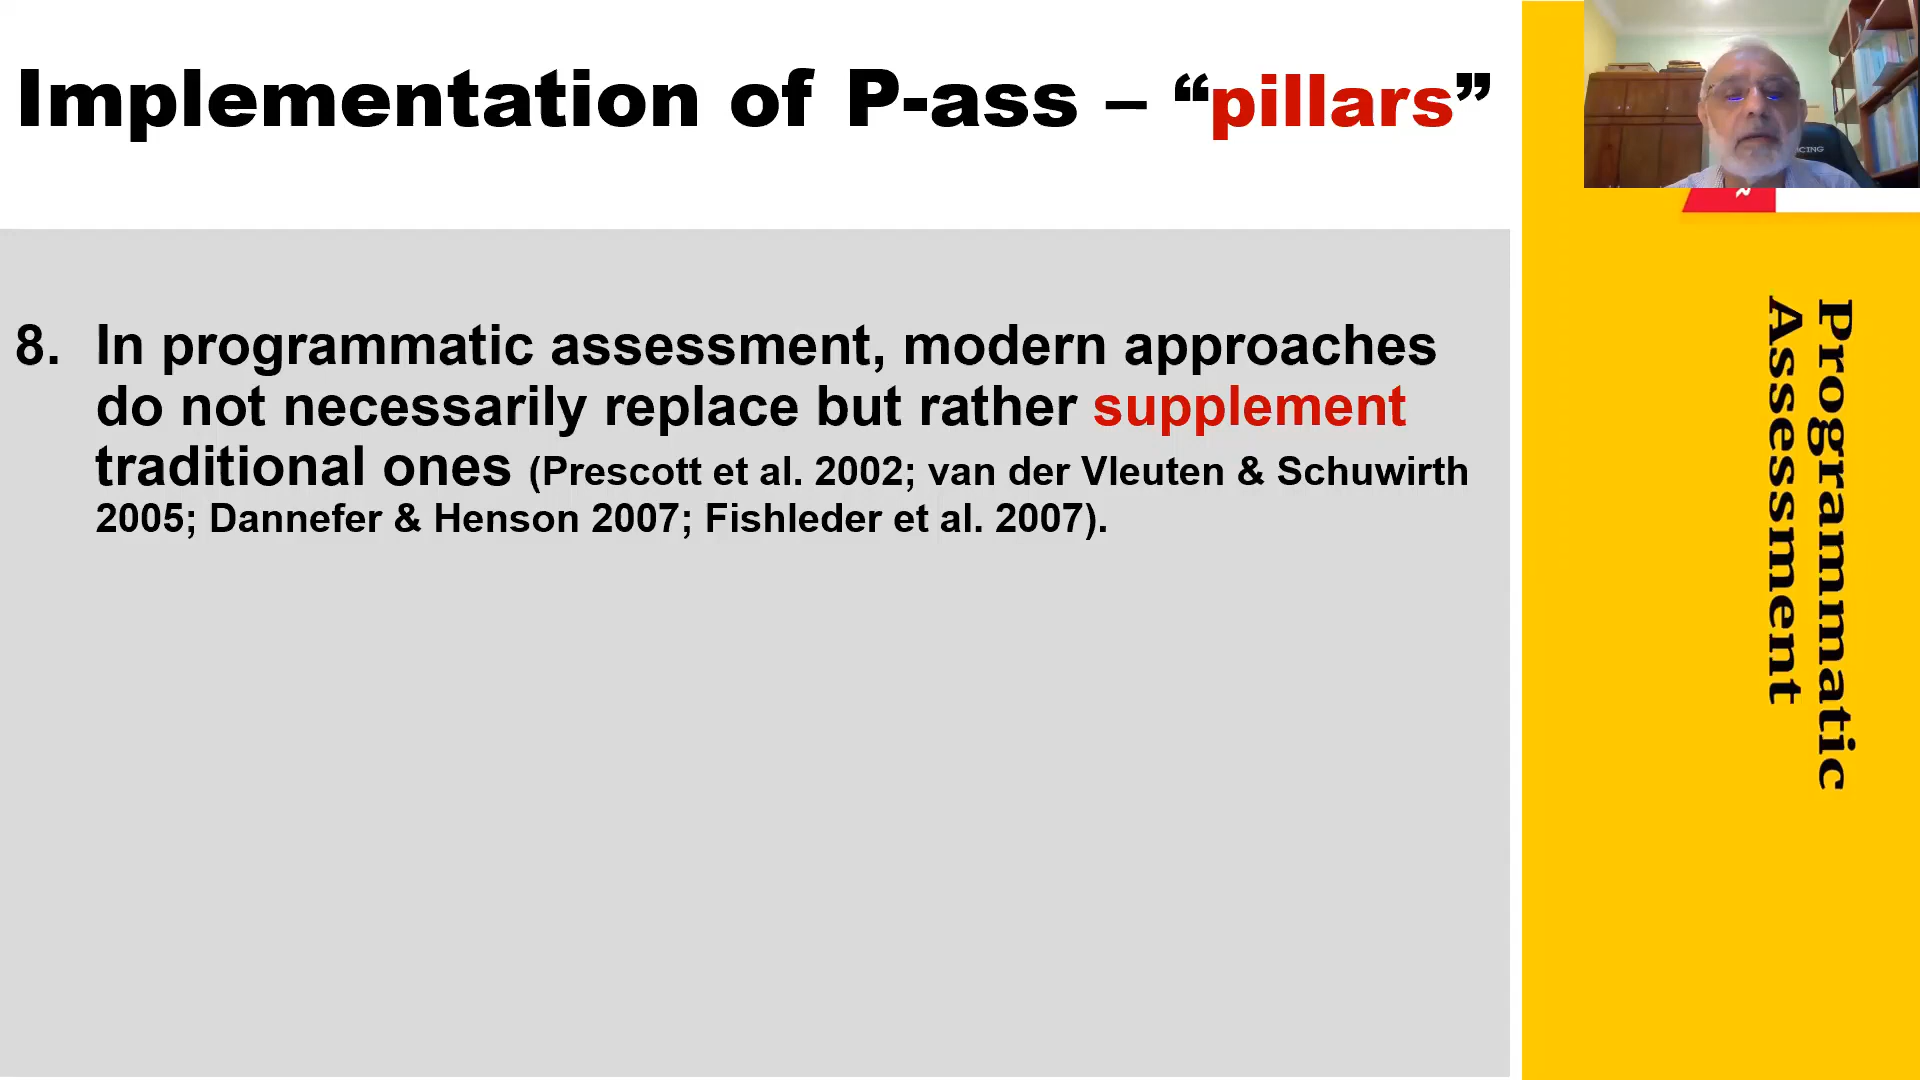 Implementation of P-ass – “pillars”
8. In programmatic assessment, modern approaches
do not necessarily replace but rather supplement
traditional ones (Prescott et al. 2002; van der Vleuten & Schuwirth
2005; Dannefer & Henson 2007; Fishleder et al. 2007).
Programmatic
Assessment
CING